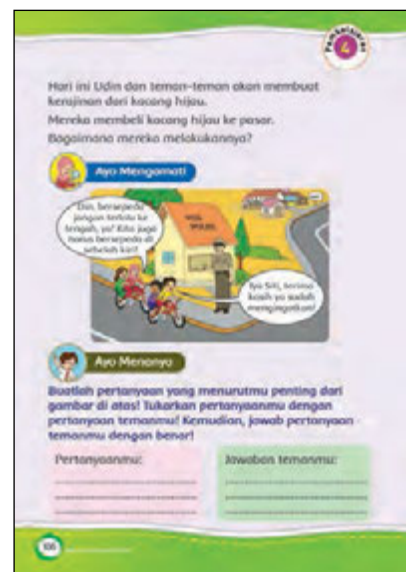 Pembelajaran
4
Hari ini Udin dan teman-teman akan membuat
kerajinan dari kacang hijau.
Mereka membeli kacang hijau ke pasar.
Bagaimana mereka melakukannya?
Ayo Mengamati
Din, bersepeda
jangan terlalu ke
tengah, ya! Kita juga
harus bersepeda di
sebelah kiri!
POS
POLISI
Iya Siti, terima
kasih ya sudah
mengingatkan!
Ayo Menanya
Buatlah pertanyaan yang menurutmu penting dari
gambar di atas! Tukarkan pertanyaanmu dengan
pertanyaan temanmu! Kemudian, jawab pertanyaan
temanmu dengan benar!
Pertanyaanmu:
Jawaban temanmu: